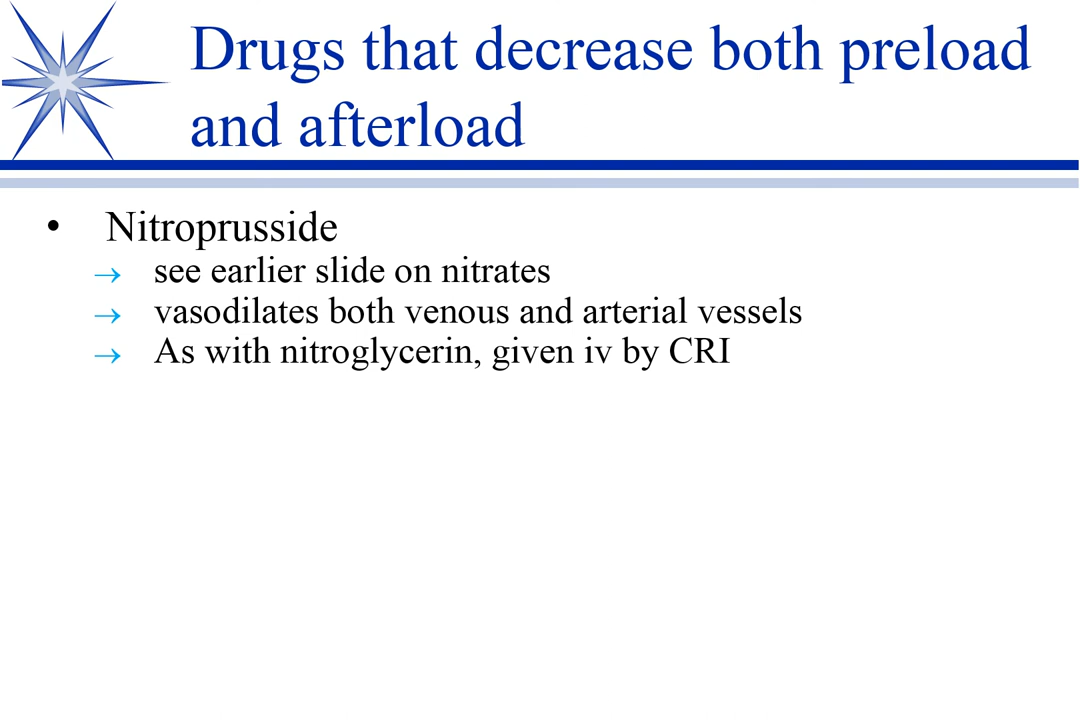 Drugs that decrease both preload
and afterload
• Nitroprusside
→ see earlier slide on nitrates
→ vasodilates both venous and arterial vessels
→ As with nitroglycerin, given iv by CRI